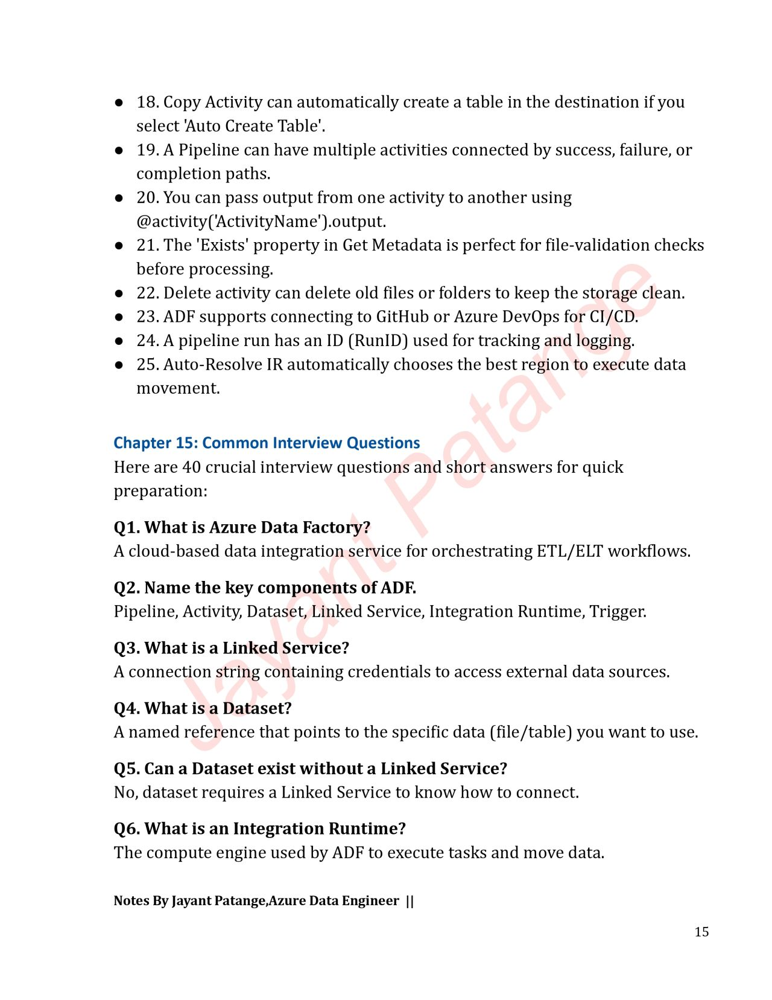 ● 18. Copy Activity can automatically create a table in the destination if you
select 'Auto Create Table'.
● 19. A Pipeline can have multiple activities connected by success, failure, or
completion paths.
● 20. You can pass output from one activity to another using
@activity('ActivityName').output.
● 21. The 'Exists' property in Get Metadata is perfect for file-validation checks
before processing.
● 22. Delete activity can delete old files or folders to keep the storage clean.
● 23. ADF supports connecting to GitHub or Azure DevOps for CI/CD.
● 24. A pipeline run has an ID (RunID) used for tracking and logging.
● 25. Auto-Resolve IR automatically chooses the best region to execute data
movement.
Chapter 15: Common Interview Questions
Here are 40 crucial interview questions and short answers for quick
preparation:
Q1. What is Azure Data Factory?
A cloud-based data integration service for orchestrating ETL/ELT workflows.
Q2. Name the key components of ADF.
Pipeline, Activity, Dataset, Linked Service, Integration Runtime, Trigger.
Q3. What is a Linked Service?
A connection string containing credentials to access external data sources.
Q4. What is a Dataset?
A named reference that points to the specific data (file/table) you want to use.
Q5. Can a Dataset exist without a Linked Service?
No, dataset requires a Linked Service to know how to connect.
Q6. What is an Integration Runtime?
The compute engine used by ADF to execute tasks and move data.
Notes By Jayant Patange,Azure Data Engineer ||
15
Jayant Patange